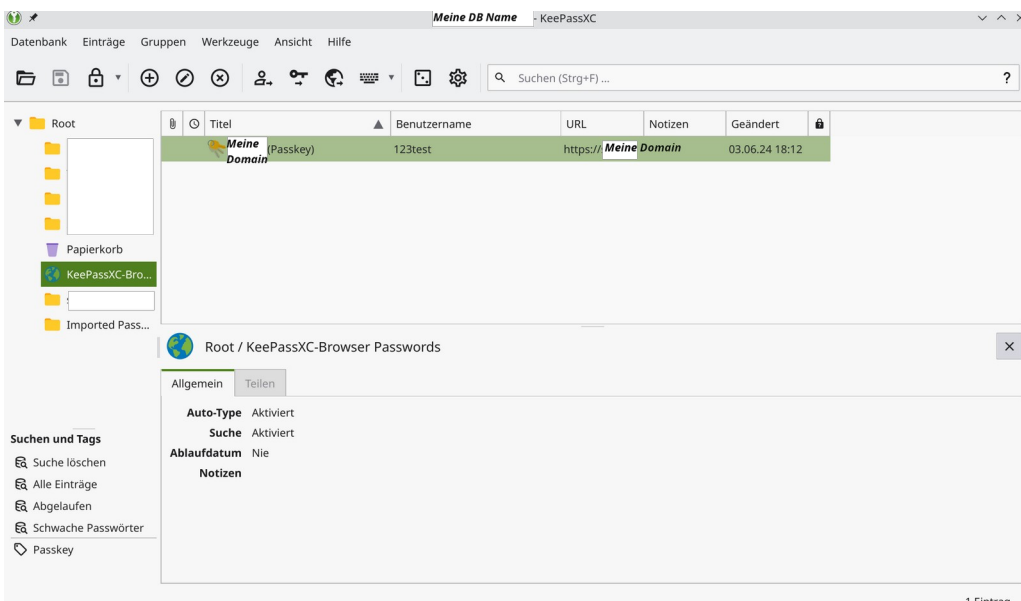 Meine DB Name - KeePassXC
Datenbank Einträge Gruppen Werkzeuge Ansicht Hilfe
Suchen (Strg+F) ... ?
Root
Titel Benutzername URL Notizen Geändert
Meine Domain (Passkey) 123test https:// Meine Domain 03.06.24 18:12
Papierkorb
KeePassXC-Bro...
Imported Pass...
Root / KeePassXC-Browser Passwords
Allgemein Teilen
Auto-Type Aktiviert
Suche Aktiviert
Ablaufdatum Nie
Notizen
Suchen und Tags
Suche löschen
Alle Einträge
Abgelaufen
Schwache Passwörter
Passkey
1 Eintrag